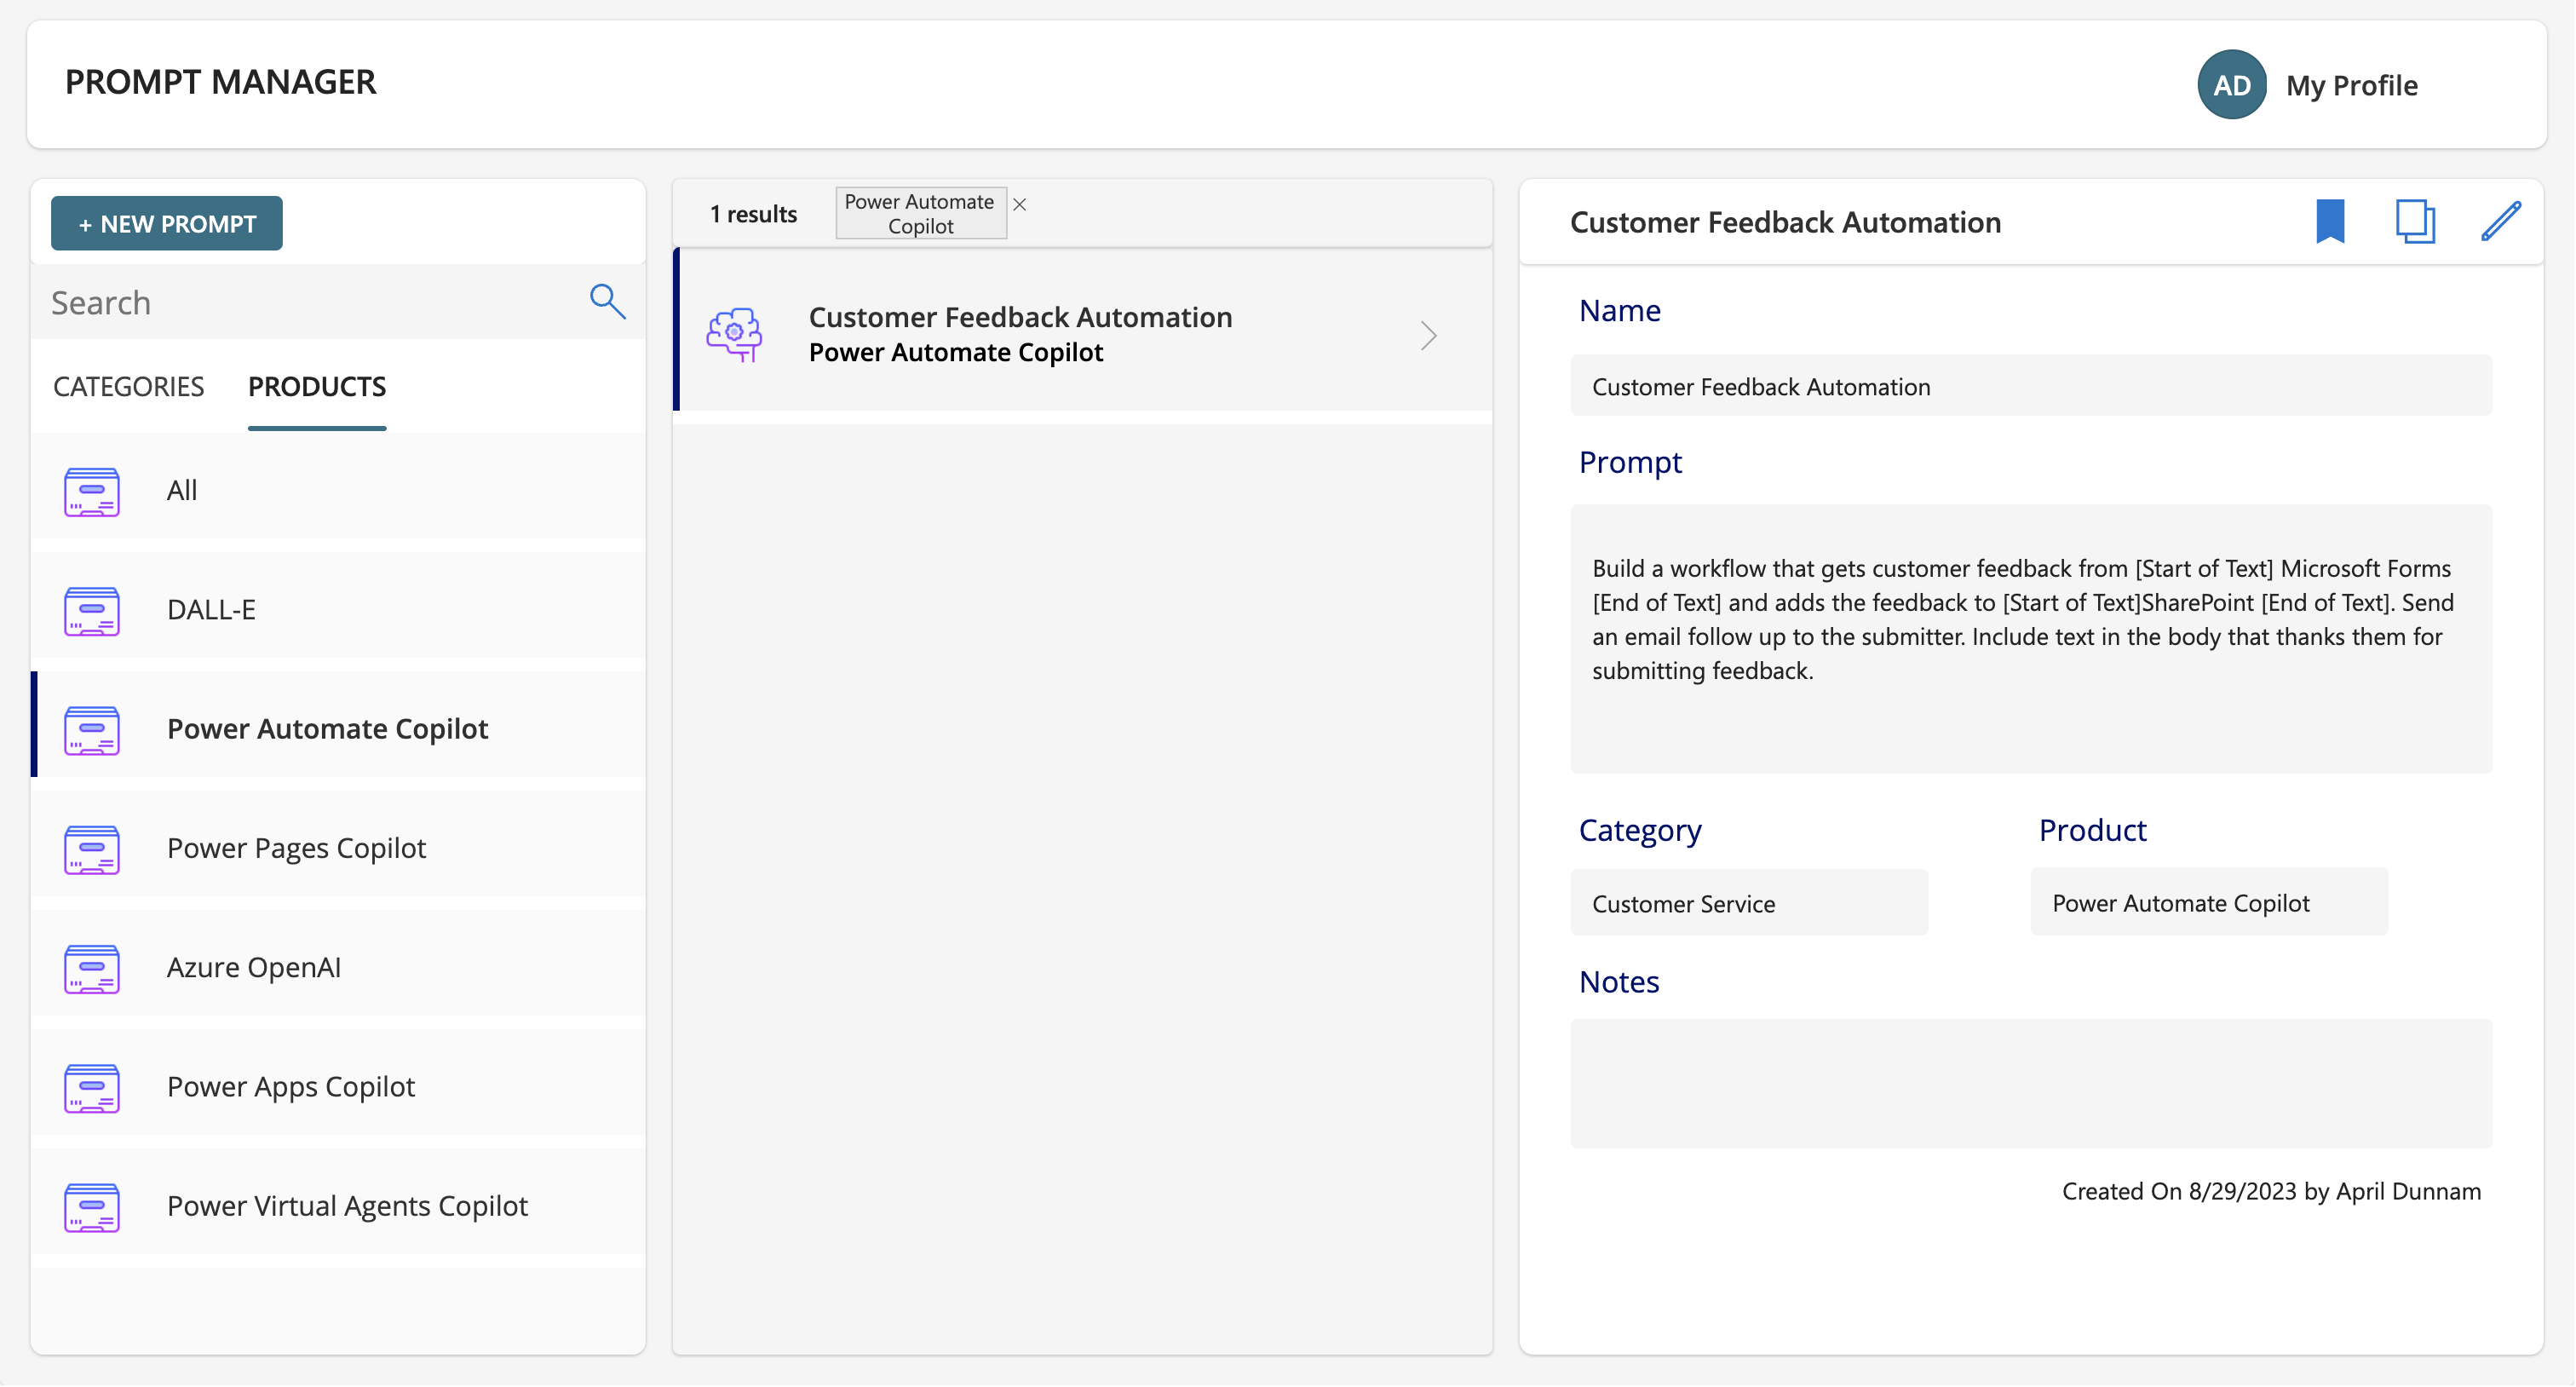 PROMPT MANAGER
AD
My Profile
+ NEW PROMPT
Search
CATEGORIES
PRODUCTS
All
DALL-E
Power Automate Copilot
Power Pages Copilot
Azure OpenAI
Power Apps Copilot
Power Virtual Agents Copilot
1 results
Power Automate
Copilot
Customer Feedback Automation
Power Automate Copilot
Customer Feedback Automation
Name
Customer Feedback Automation
Prompt
Build a workflow that gets customer feedback from [Start of Text] Microsoft Forms
[End of Text] and adds the feedback to [Start of Text]SharePoint [End of Text]. Send
an email follow up to the submitter. Include text in the body that thanks them for
submitting feedback.
Category
Product
Customer Service
Power Automate Copilot
Notes
Created On 8/29/2023 by April Dunnam